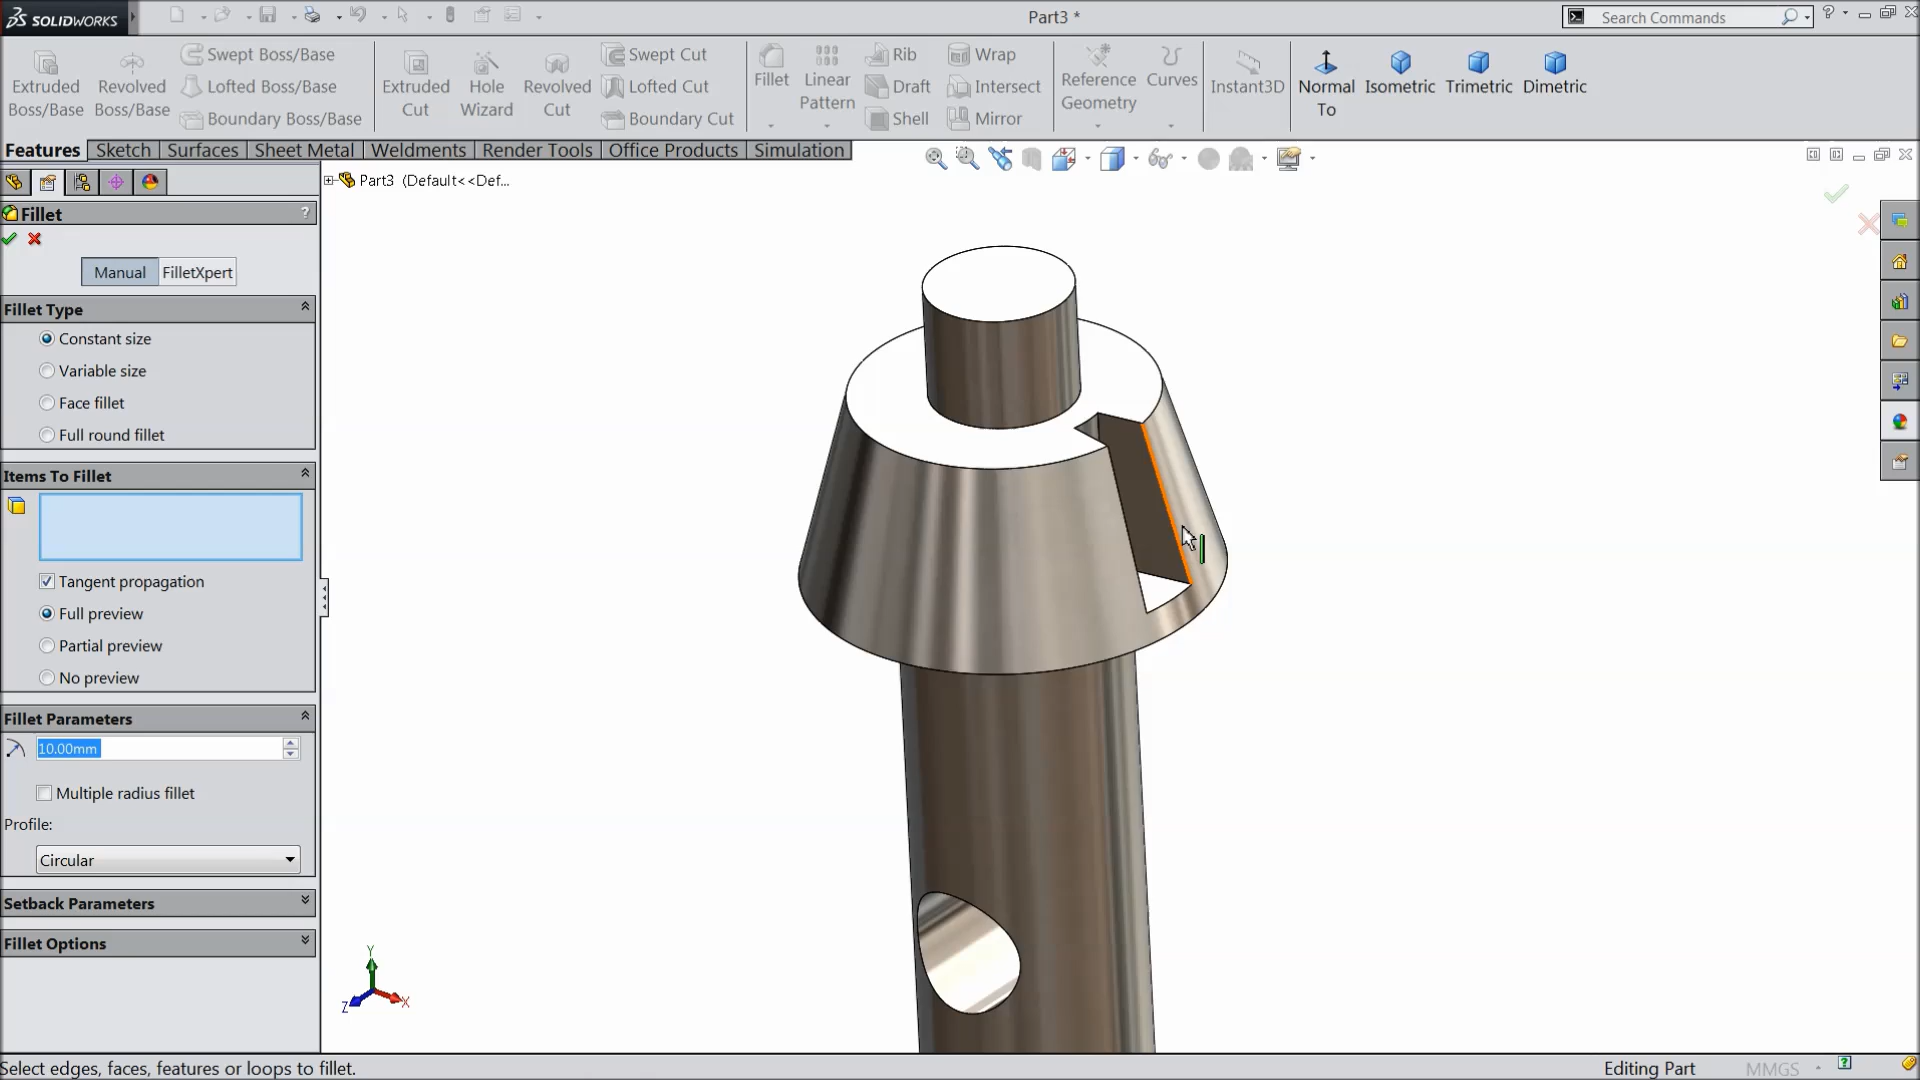 SOLIDWORKS
Part3 *
Search Commands
Extruded Boss/Base
Revolved Boss/Base
Swept Boss/Base
Lofted Boss/Base
Boundary Boss/Base
Extruded Cut
Hole Wizard
Revolved Cut
Swept Cut
Lofted Cut
Boundary Cut
Fillet
Linear Pattern
Rib
Draft
Shell
Wrap
Intersect
Mirror
Reference Geometry
Curves
Instant3D
Normal To
Isometric
Trimetric
Dimetric
Features
Sketch
Surfaces
Sheet Metal
Weldments
Render Tools
Office Products
Simulation
Part3 (Default<<Def...
Fillet
?
Manual
FilletXpert
Fillet Type
Constant size
Variable size
Face fillet
Full round fillet
Items To Fillet
Tangent propagation
Full preview
Partial preview
No preview
Fillet Parameters
10.00mm
Multiple radius fillet
Profile:
Circular
Setback Parameters
Fillet Options
Y
Z
X
Select edges, faces, features or loops to fillet.
Editing Part
MMGS